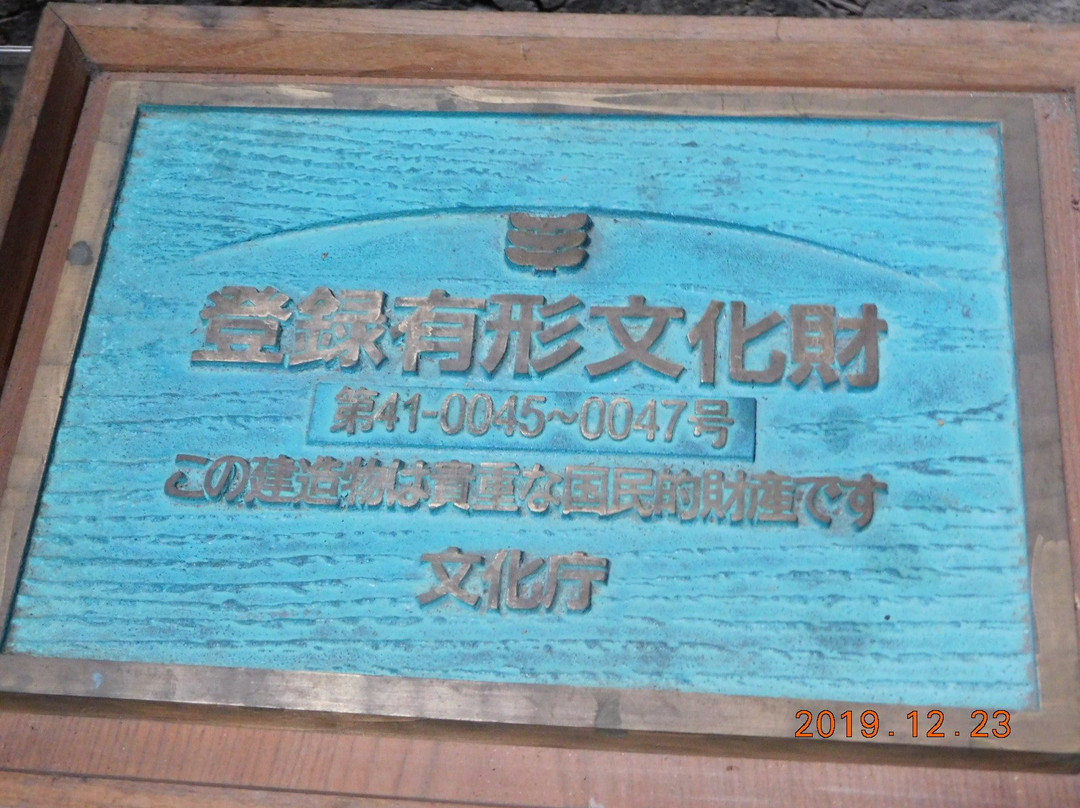 登録有形文化財
第41-0045~0047号
この建造物は貴重な国民的財産です
文化庁
2019.12.23